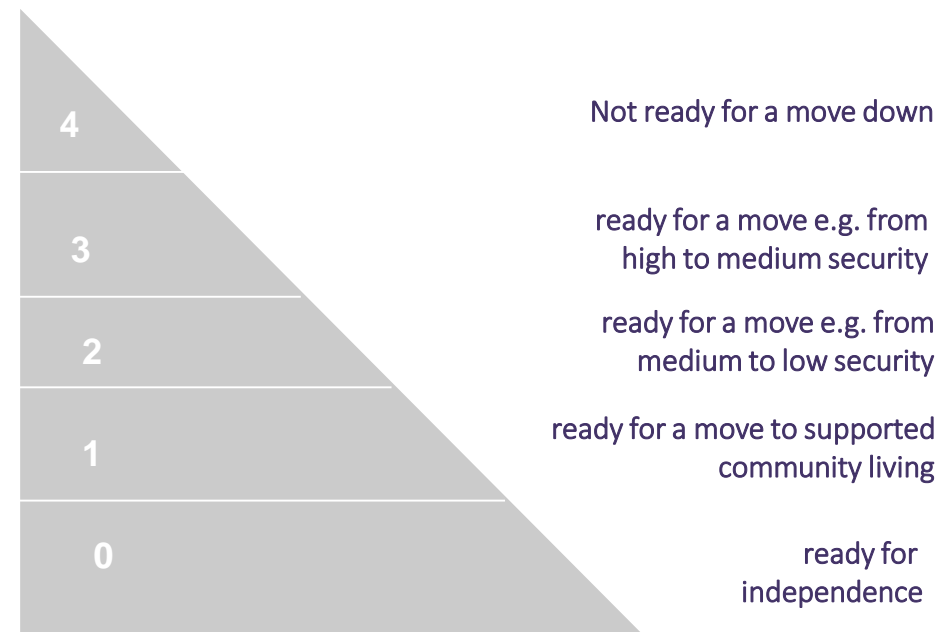 4
Not ready for a move down
3
ready for a move e.g. from
high to medium security
2
ready for a move e.g. from
medium to low security
1
ready for a move to supported
community living
0
ready for
independence